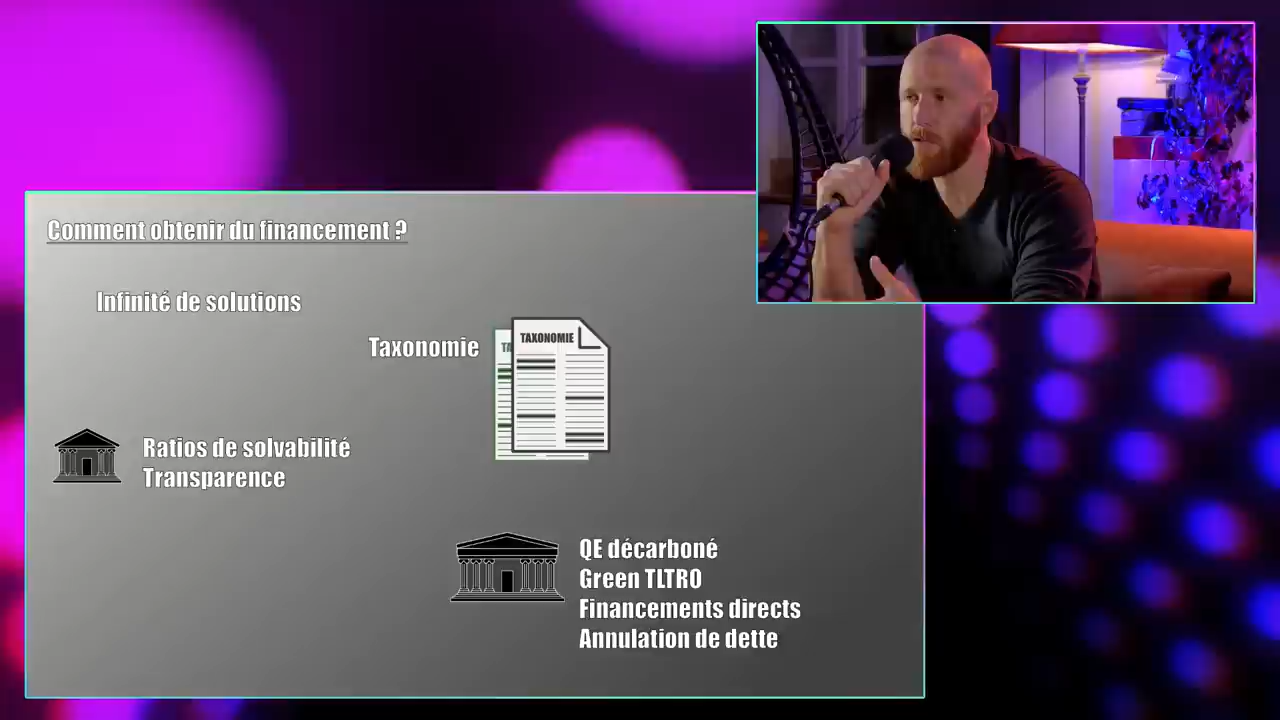 Comment obtenir du financement ?
Infinité de solutions
Taxonomie
TAXONOMIE
TA
Ratios de solvabilité
Transparence
QE décarboné
Green TLTRO
Financements directs
Annulation de dette